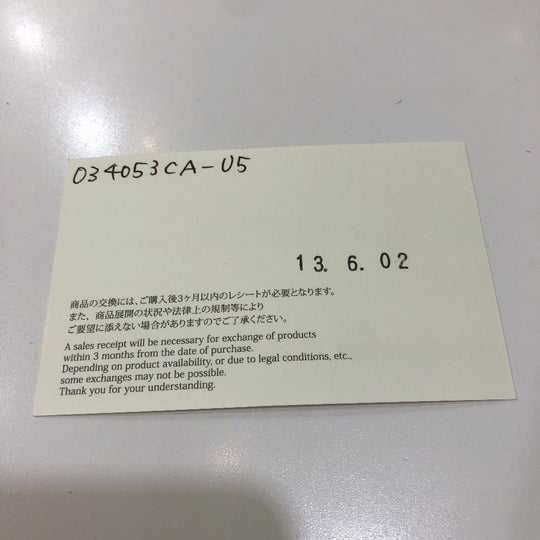 034053CA-U5
13. 6. 02
商品の交換には、ご購入後3ヶ月以内のレシートが必要となります。
また、商品展開の状況や法律上の規制等により
ご要望に添えない場合がありますのでご了承ください。
A sales receipt will be necessary for exchange of products
within 3 months from the date of purchase.
Depending on product availability, or due to legal conditions, etc.,
some exchanges may not be possible.
Thank you for your understanding.